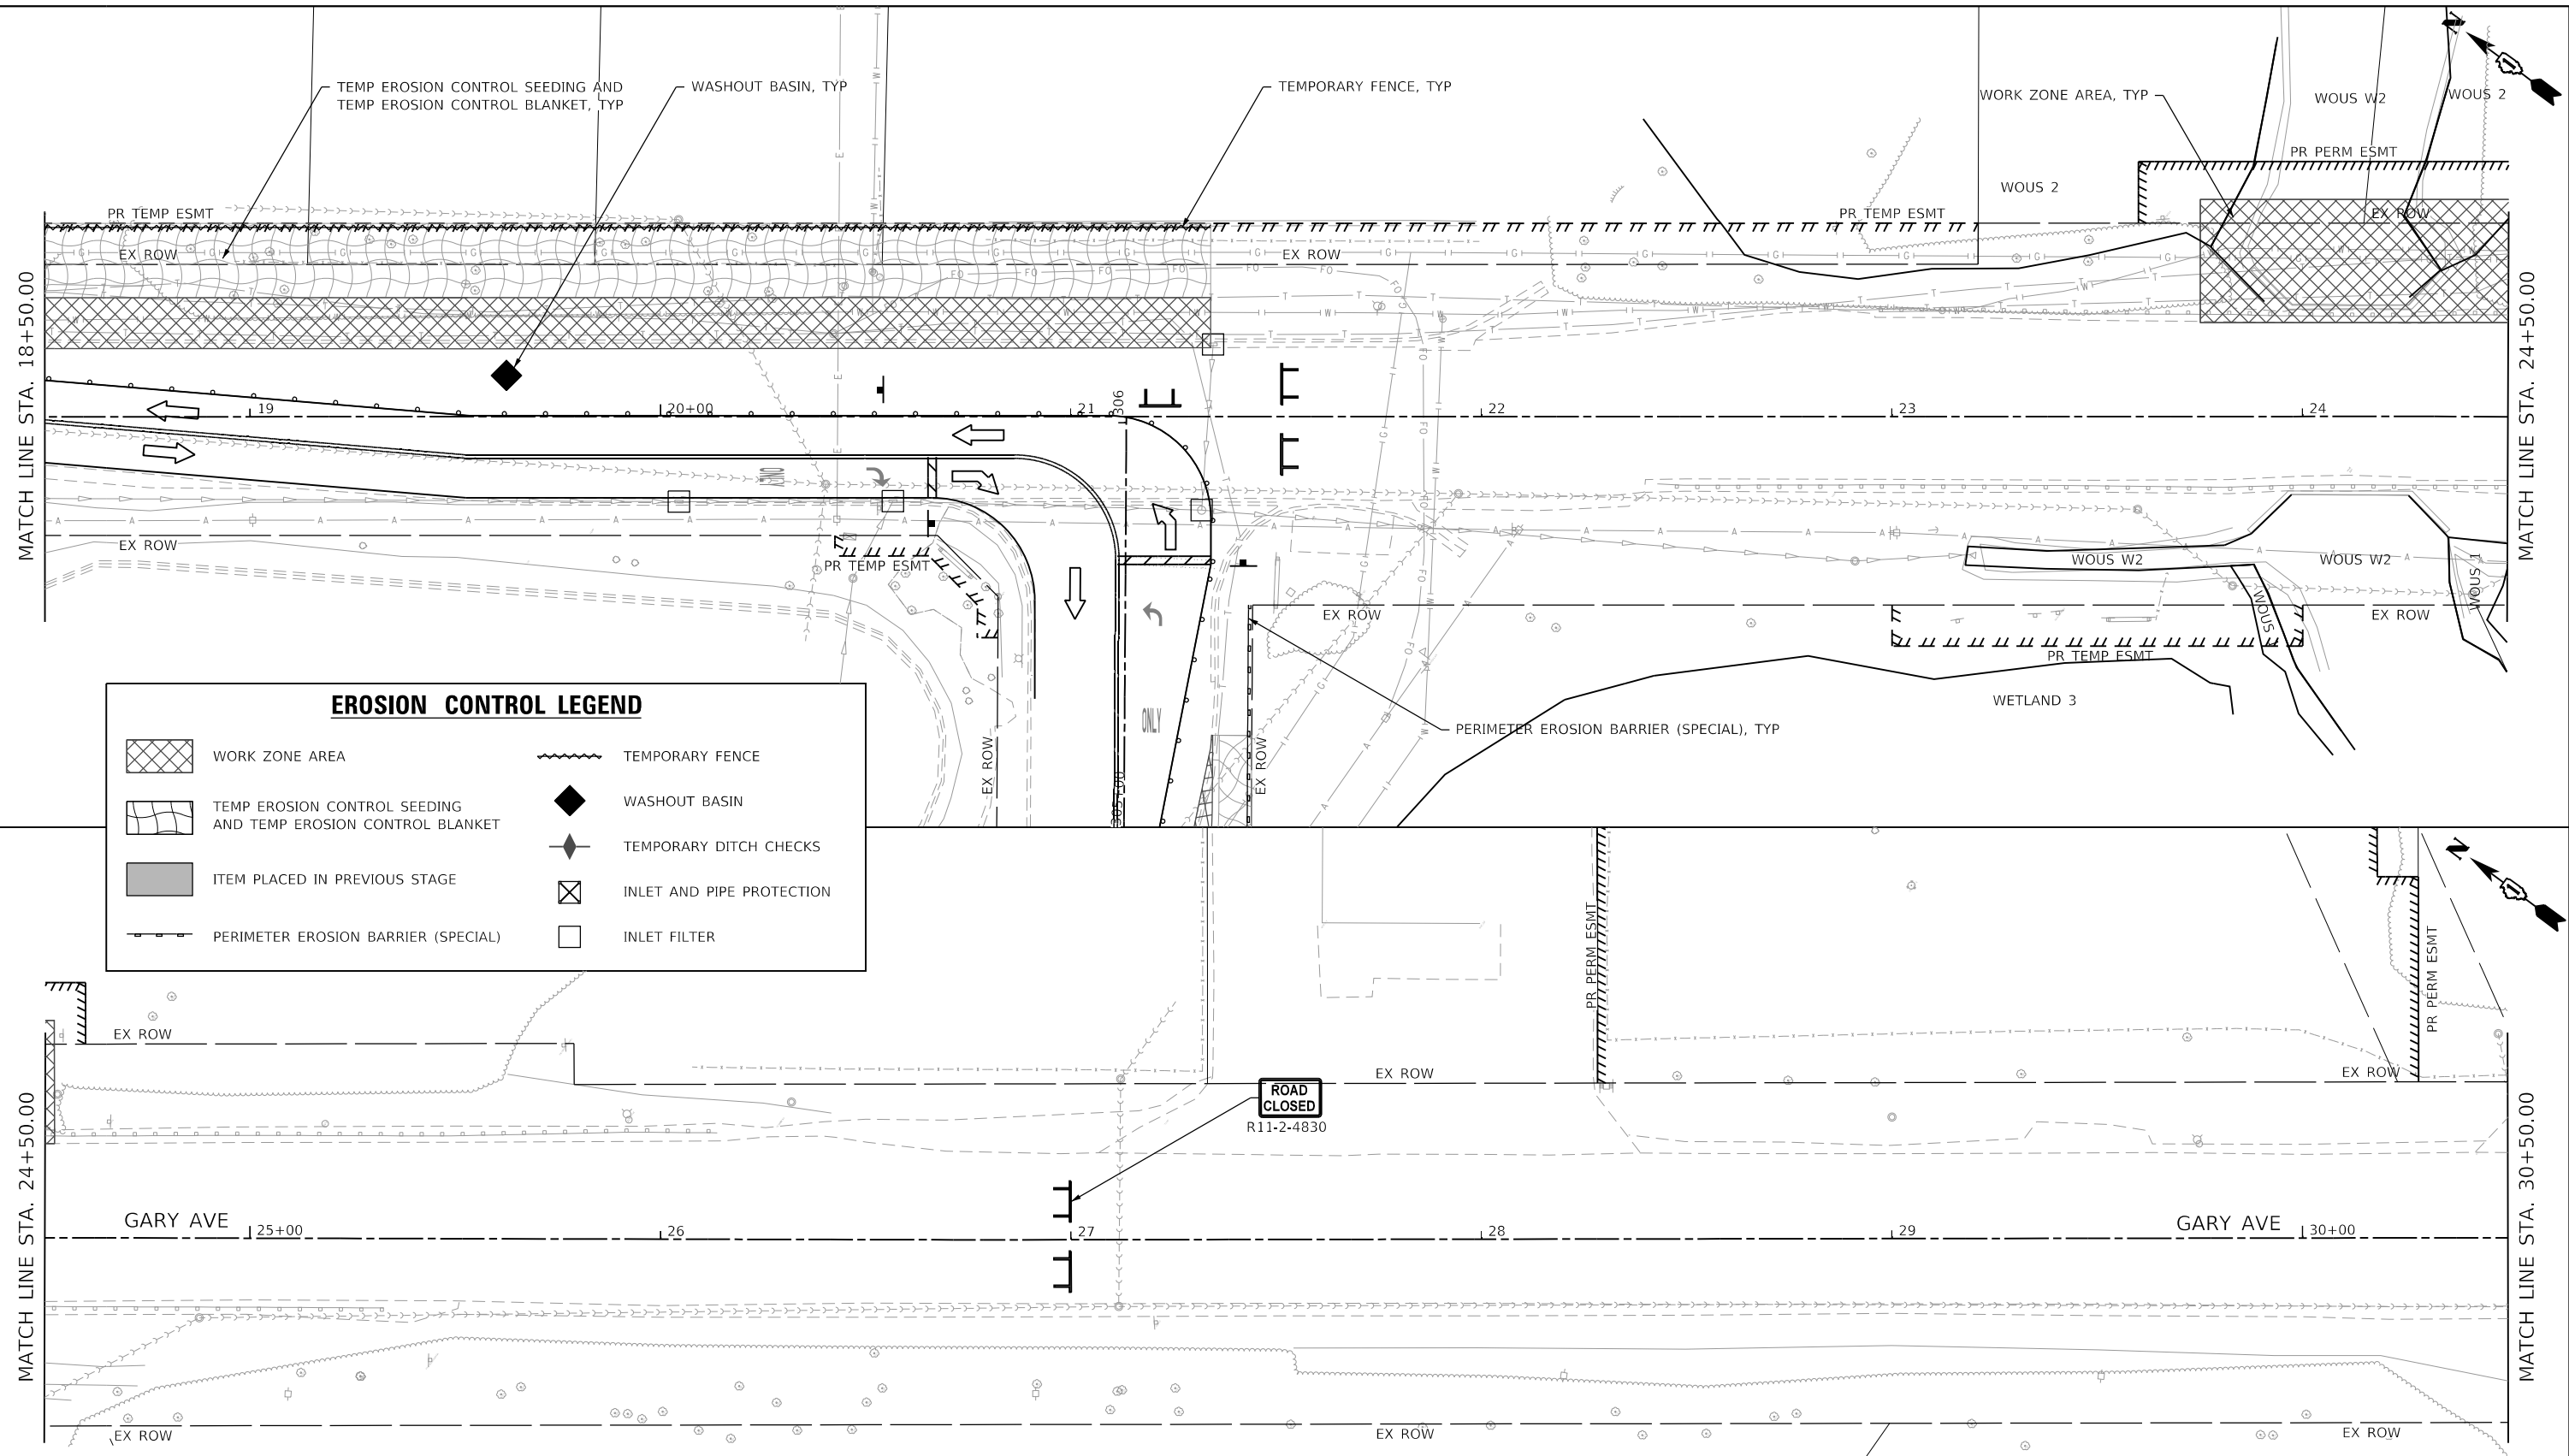 TEMP EROSION CONTROL SEEDING AND
TEMP EROSION CONTROL BLANKET, TYP
WASHOUT BASIN, TYP
TEMPORARY FENCE, TYP
WORK ZONE AREA, TYP
WOUS W2
WOUS 2
N
PR PERM ESMT
WOUS 2
PR TEMP ESMT
PR TEMP ESMT
EX ROW
EX ROW
EX ROW
MATCH LINE STA. 18+50.00
MATCH LINE STA. 24+50.00
19
20+00
21
306
22
23
24
EX ROW
PR TEMP ESMT
WOUS W2
WOUS W2
WOUS 1
WOUS
EX ROW
EX ROW
PR TEMP ESMT
WETLAND 3
ONLY
PERIMETER EROSION BARRIER (SPECIAL), TYP
EX ROW
EX ROW
305+00
EROSION CONTROL LEGEND
WORK ZONE AREA
TEMP EROSION CONTROL SEEDING
AND TEMP EROSION CONTROL BLANKET
ITEM PLACED IN PREVIOUS STAGE
PERIMETER EROSION BARRIER (SPECIAL)
TEMPORARY FENCE
WASHOUT BASIN
TEMPORARY DITCH CHECKS
INLET AND PIPE PROTECTION
INLET FILTER
N
PR PERM ESMT
PR PERM ESMT
EX ROW
EX ROW
EX ROW
ROAD
CLOSED
R11-2-4830
MATCH LINE STA. 24+50.00
MATCH LINE STA. 30+50.00
GARY AVE
25+00
26
27
28
29
GARY AVE
30+00
EX ROW
EX ROW
EX ROW